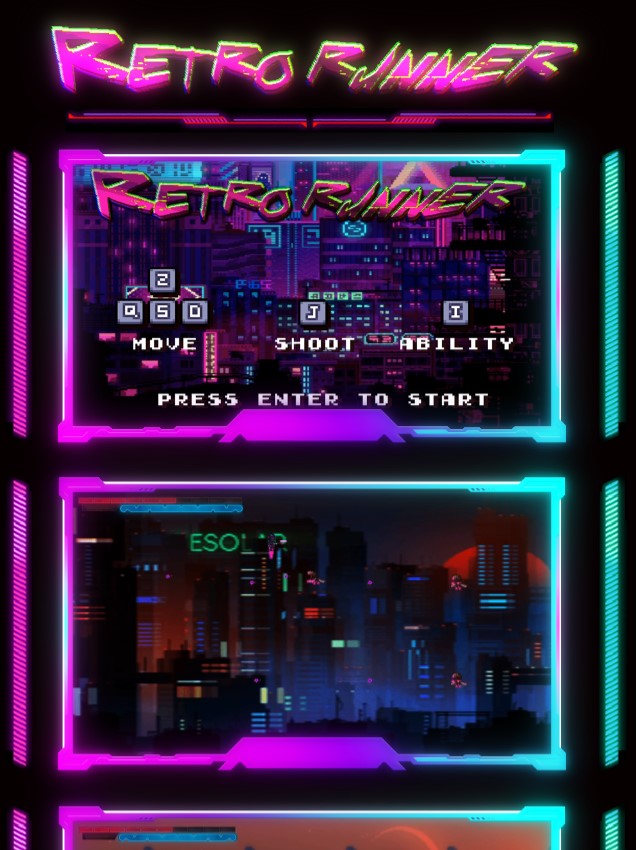 RETRO RUNNER
RETRO RUNNER
Z
Q S D J I
MOVE SHOOT ABILITY
PRESS ENTER TO START